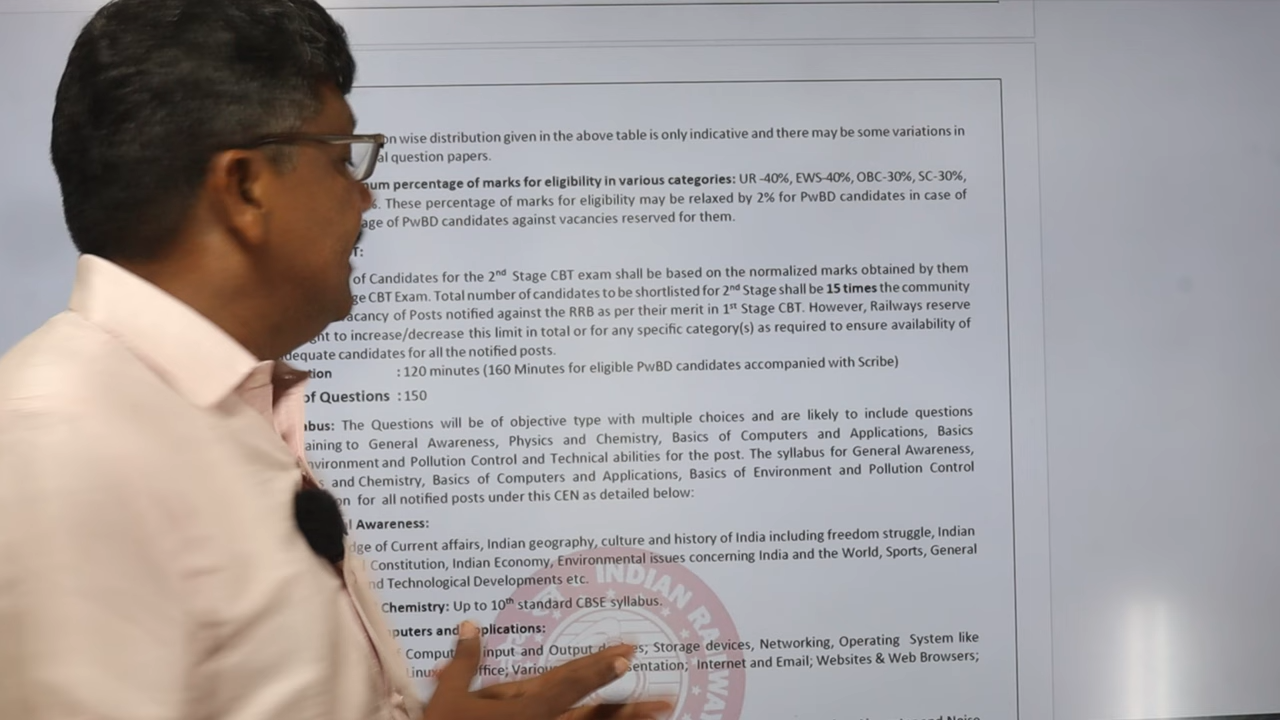 on wise distribution given in the above table is only indicative and there may be some variations in
al question papers.
um percentage of marks for eligibility in various categories: UR -40%, EWS-40%, OBC-30%, SC-30%,
%. These percentage of marks for eligibility may be relaxed by 2% for PwBD candidates in case of
age of PwBD candidates against vacancies reserved for them.
T:
of Candidates for the 2nd Stage CBT exam shall be based on the normalized marks obtained by them
ge CBT Exam. Total number of candidates to be shortlisted for 2nd Stage shall be 15 times the community
acancy of Posts notified against the RRB as per their merit in 1st Stage CBT. However, Railways reserve
ght to increase/decrease this limit in total or for any specific category(s) as required to ensure availability of
dequate candidates for all the notified posts.
tion : 120 minutes (160 Minutes for eligible PwBD candidates accompanied with Scribe)
of Questions : 150
abus: The Questions will be of objective type with multiple choices and are likely to include questions
aining to General Awareness, Physics and Chemistry, Basics of Computers and Applications, Basics
nvironment and Pollution Control and Technical abilities for the post. The syllabus for General Awareness,
s and Chemistry, Basics of Computers and Applications, Basics of Environment and Pollution Control
on for all notified posts under this CEN as detailed below:
l Awareness:
dge of Current affairs, Indian geography, culture and history of India including freedom struggle, Indian
Constitution, Indian Economy, Environmental issues concerning India and the World, Sports, General
nd Technological Developments etc.
Chemistry: Up to 10th standard CBSE syllabus.
puters and pplications:
Comput input and Output de es; Storage devices, Networking, Operating System like
inux ffice; Variou sentation; Internet and Email; Websites & Web Browsers;
INDIAN RAILWA